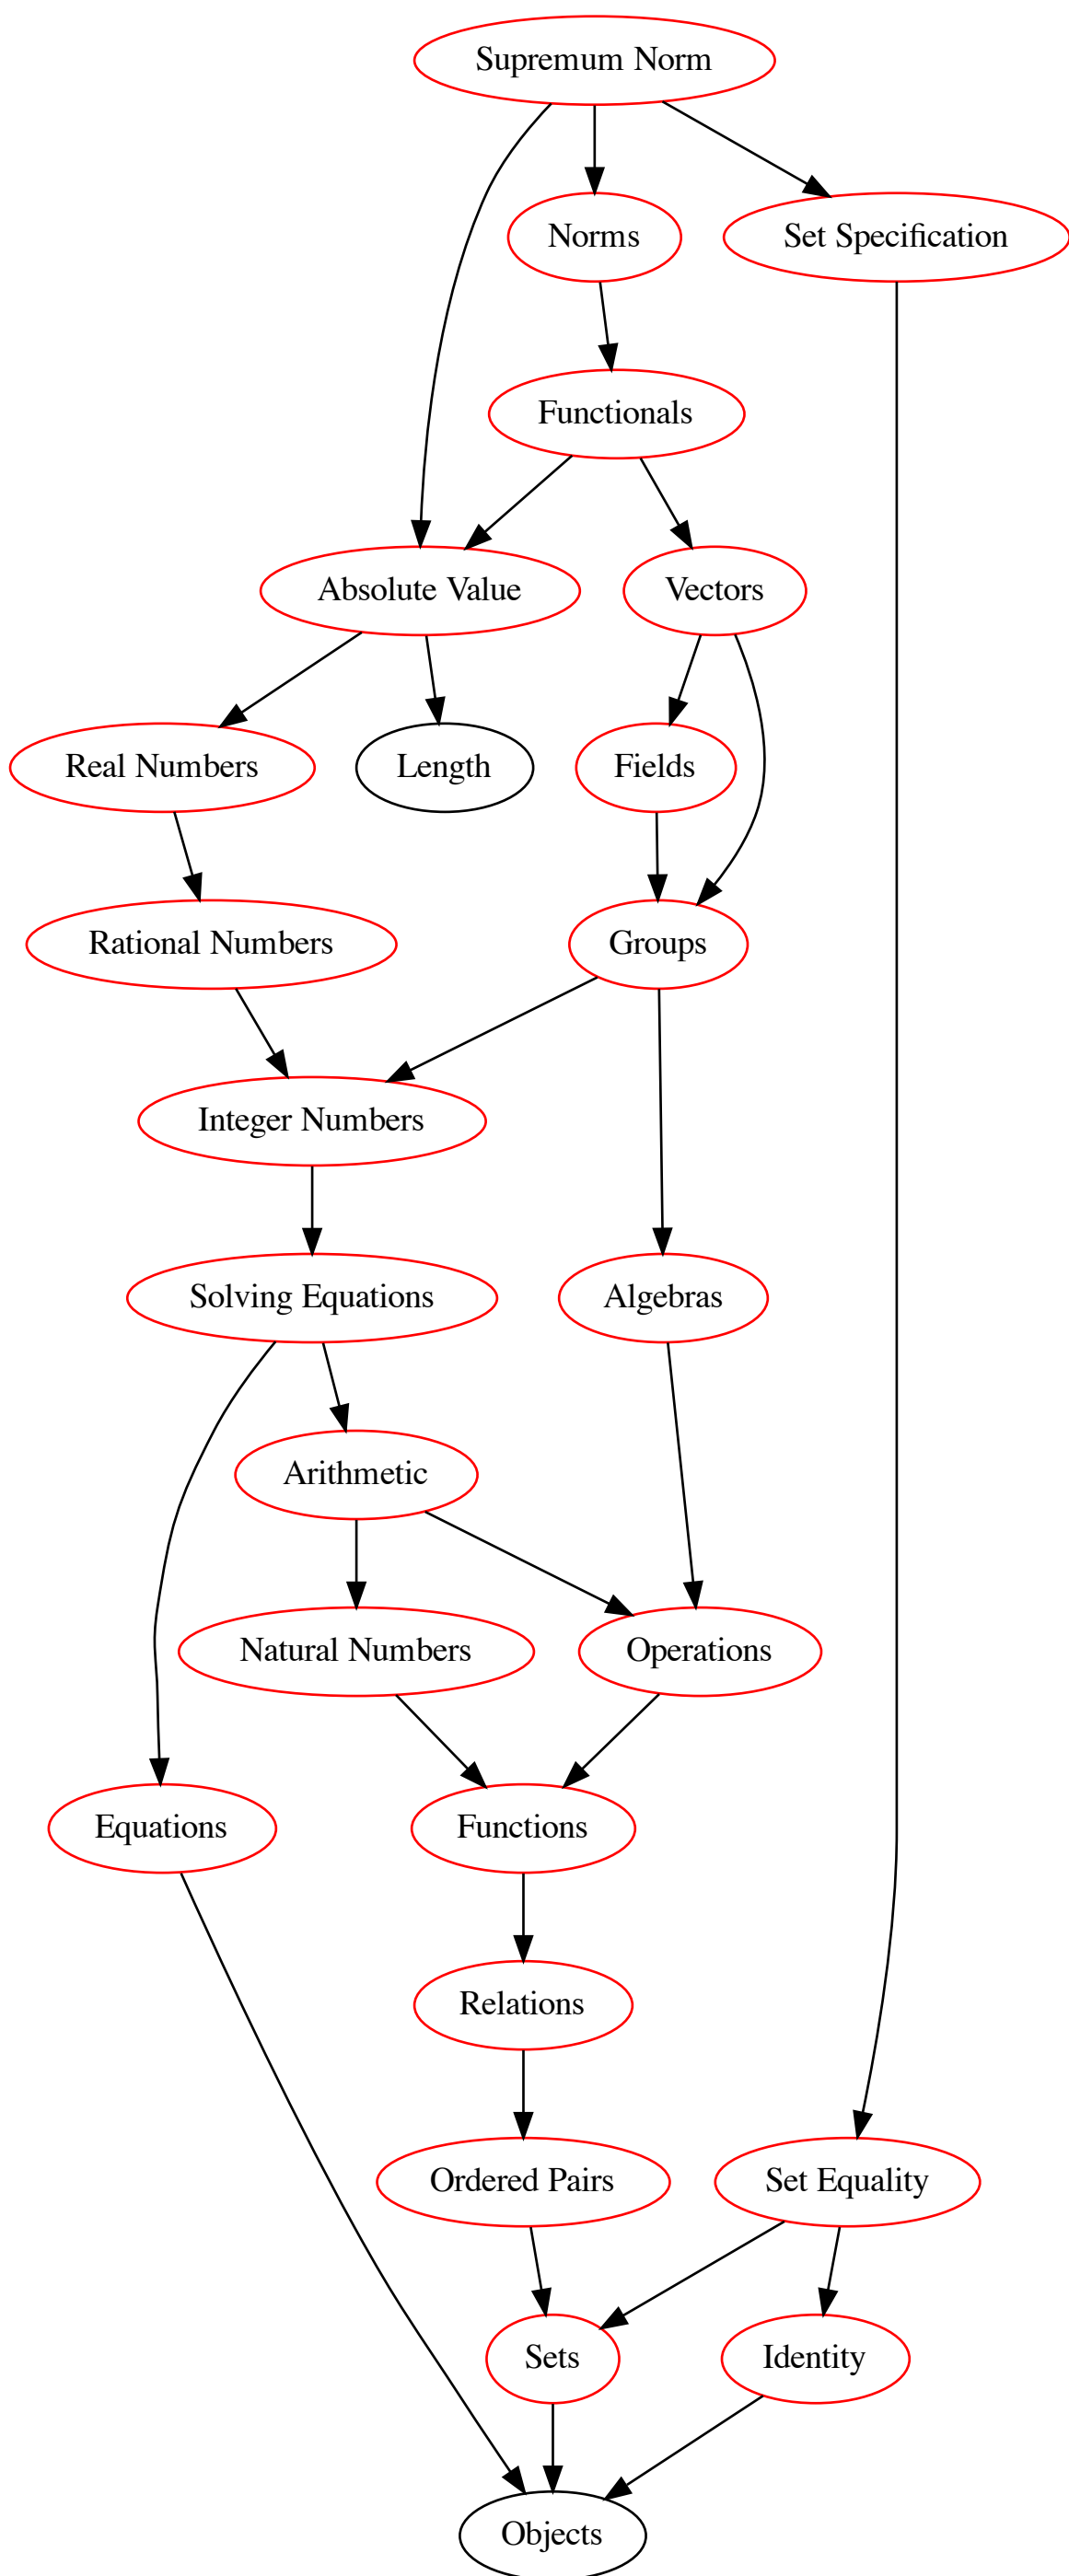 Supremum Norm
Norms
Set Specification
Functionals
Absolute Value
Vectors
Real Numbers
Length
Fields
Rational Numbers
Groups
Integer Numbers
Solving Equations
Algebras
Arithmetic
Natural Numbers
Operations
Equations
Functions
Relations
Ordered Pairs
Set Equality
Sets
Identity
Objects